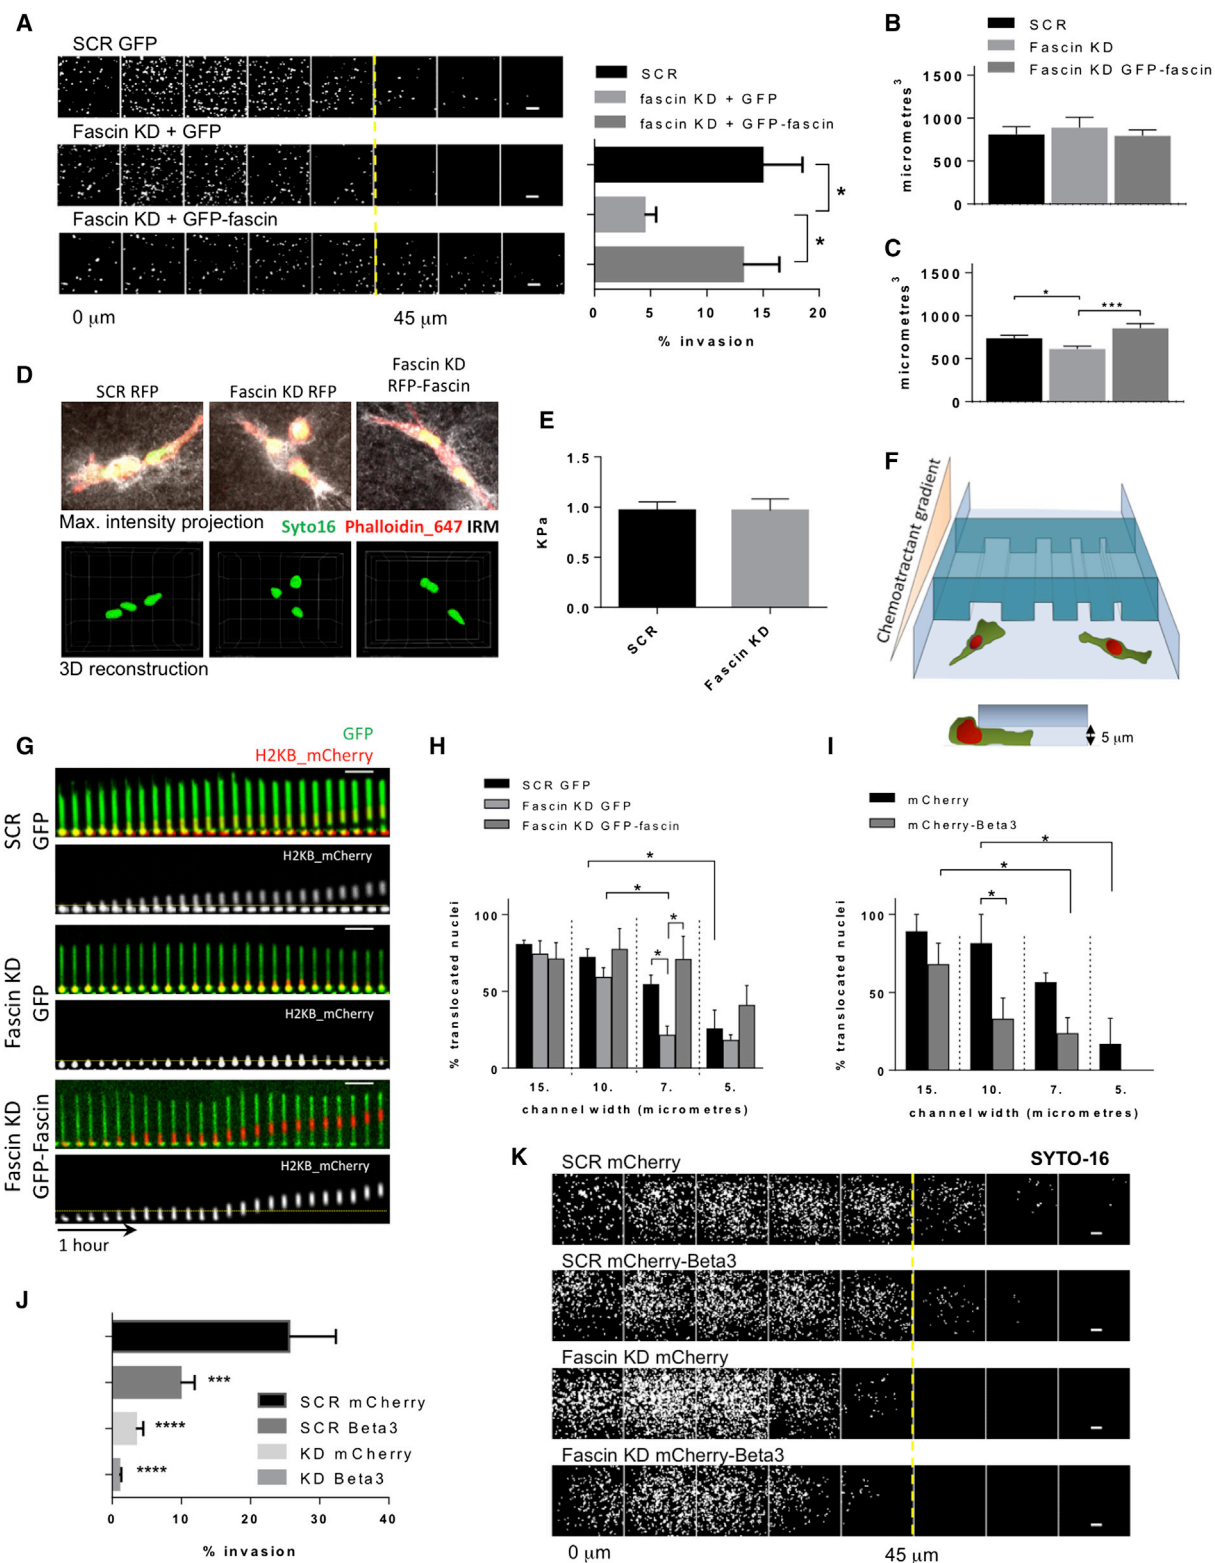 A
SCR GFP
Fascin KD + GFP
Fascin KD + GFP-fascin
0 μm
45 μm
SCR
fascin KD + GFP
fascin KD + GFP-fascin
*
*
0 5 10 15 20
% invasion
B
SCR
Fascin KD
Fascin KD GFP-fascin
micrometres³
1500
1000
500
0
C
micrometres³
1500
1000
500
0
*
***
D
SCR RFP
Fascin KD RFP
Fascin KD
RFP-Fascin
Max. intensity projection
Syto16 Phalloidin_647 IRM
3D reconstruction
E
KPa
1.5
1.0
0.5
0.0
SCR
Fascin KD
F
Chemoatractant gradient
5 μm
G
GFP
H2KB_mCherry
SCR
GFP
H2KB_mCherry
Fascin KD
GFP
H2KB_mCherry
Fascin KD
GFP-Fascin
H2KB_mCherry
1 hour
H
SCR GFP
Fascin KD GFP
Fascin KD GFP-fascin
% translocated nuclei
100
50
0
*
*
*
*
15. 10. 7. 5.
channel width (micrometres)
I
mCherry
mCherry-Beta3
% translocated nuclei
100
50
0
*
*
*
15. 10. 7. 5.
channel width (micrometres)
J
***
****
****
SCR mCherry
SCR Beta3
KD mCherry
KD Beta3
0 10 20 30 40
% invasion
K
SCR mCherry
SYTO-16
SCR mCherry-Beta3
Fascin KD mCherry
Fascin KD mCherry-Beta3
0 μm
45 μm